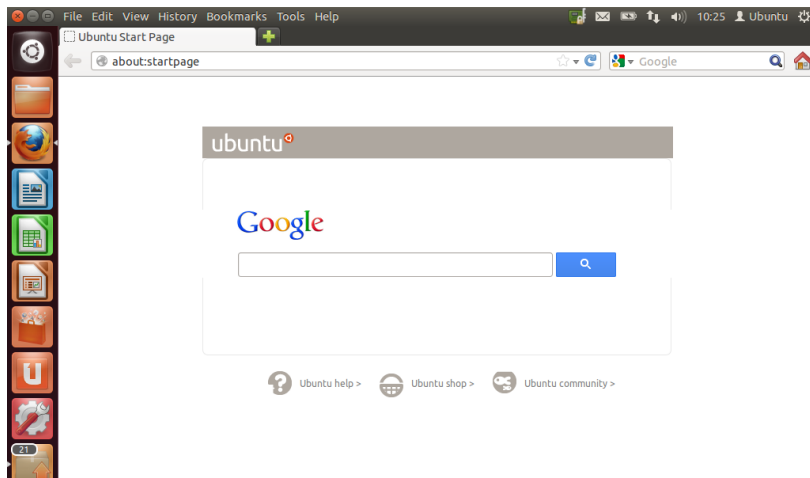 File Edit View History Bookmarks Tools Help 10:25 Ubuntu
Ubuntu Start Page
about:startpage Google
ubuntu
Google
Ubuntu help > Ubuntu shop > Ubuntu community >
21